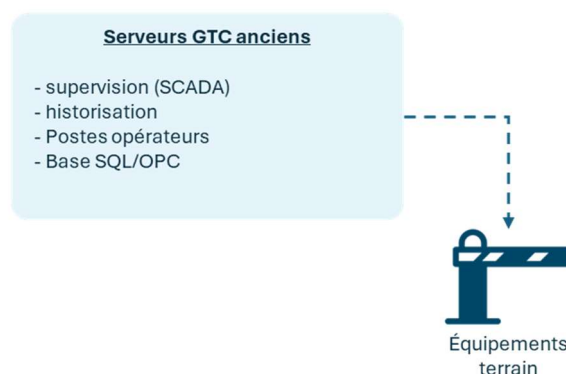 Serveurs GTC anciens
- supervision (SCADA)
- historisation
- Postes opérateurs
- Base SQL/OPC
Équipements
terrain